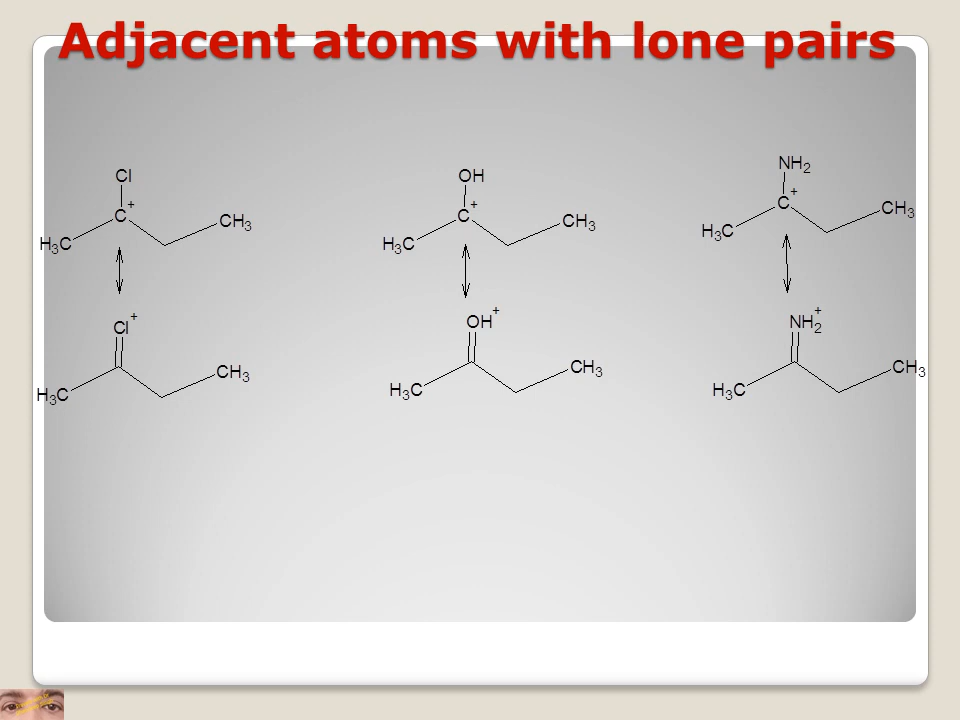 Adjacent atoms with lone pairs
Cl
C+
H3C
CH3
Cl+
H3C
CH3
OH
C+
H3C
CH3
OH+
H3C
CH3
NH2
C+
H3C
CH3
NH2+
H3C
CH3